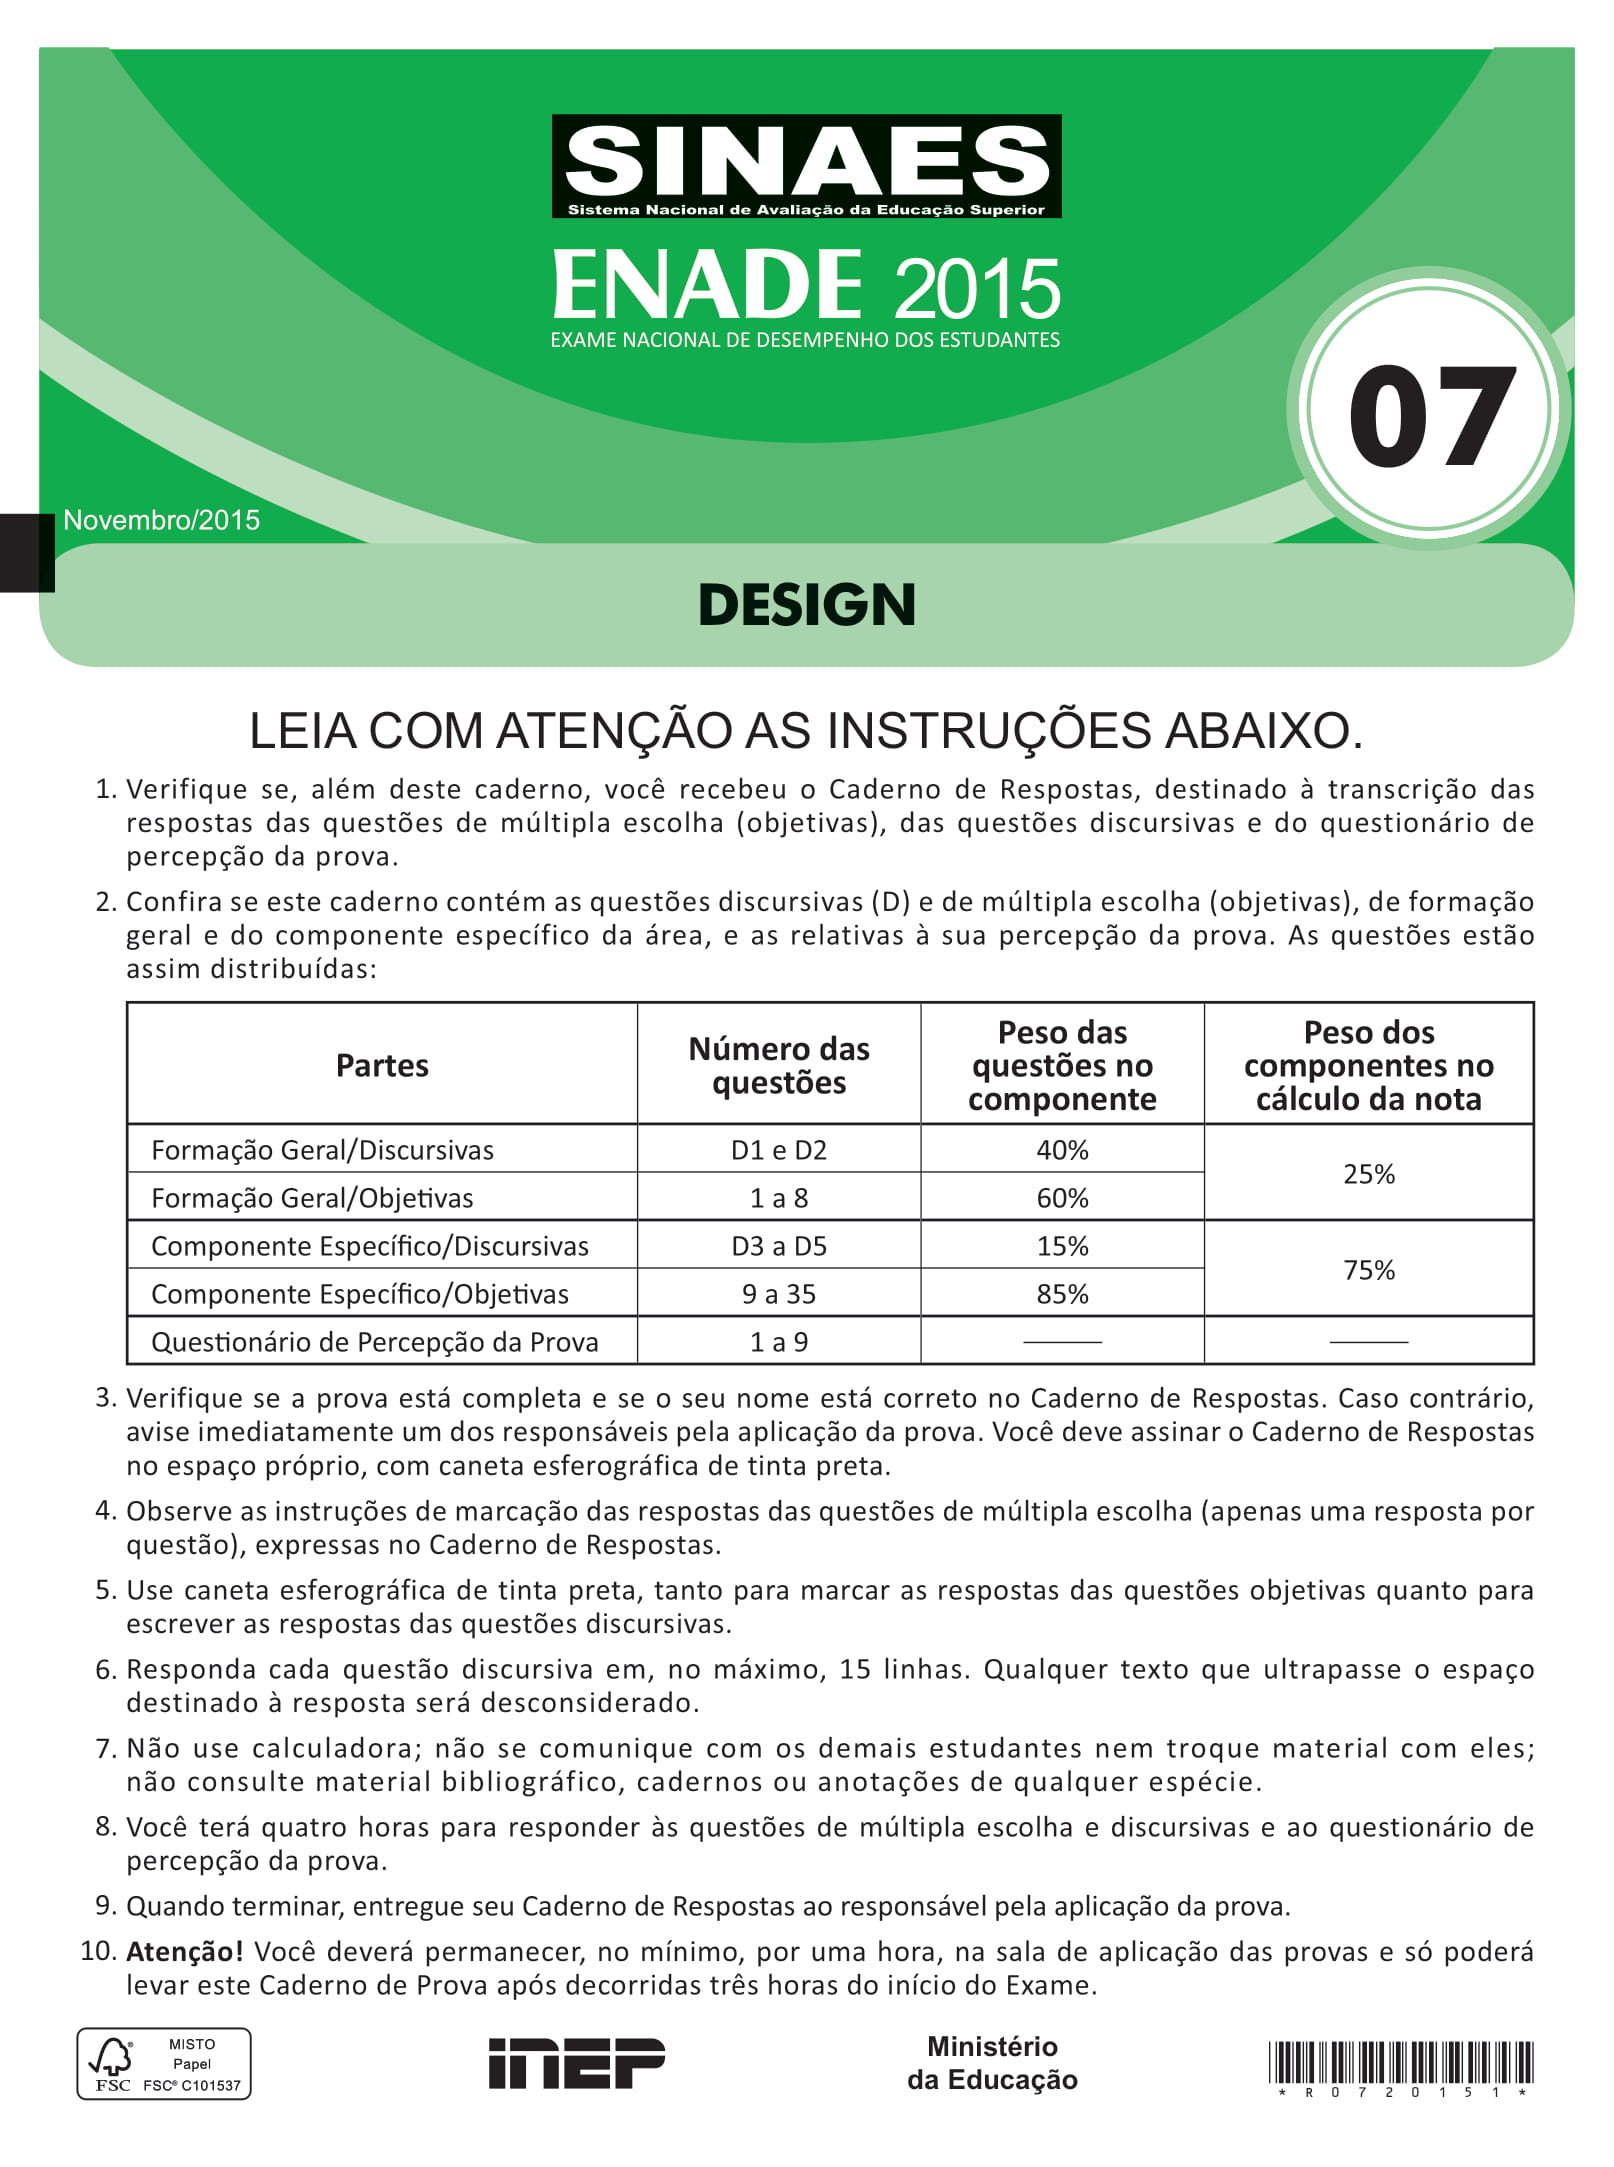 SINAES
Sistema Nacional de Avaliação da Educação Superior
ENADE 2015
EXAME NACIONAL DE DESEMPENHO DOS ESTUDANTES
07
Novembro/2015
DESIGN
LEIA COM ATENÇÃO AS INSTRUÇÕES ABAIXO.
1. Verifique se, além deste caderno, você recebeu o Caderno de Respostas, destinado à transcrição das
respostas das questões de múltipla escolha (objetivas), das questões discursivas e do questionário de
percepção da prova.
2. Confira se este caderno contém as questões discursivas (D) e de múltipla escolha (objetivas), de formação
geral e do componente específico da área, e as relativas à sua percepção da prova. As questões estão
assim distribuídas:
Partes
Número das
questões
Peso das
questões no
componente
Peso dos
componentes no
cálculo da nota
Formação Geral/Discursivas D1 e D2 40%
25%
Formação Geral/Objetivas 1 a 8 60%
Componente Específico/Discursivas D3 a D5 15%
75%
Componente Específico/Objetivas 9 a 35 85%
Questionário de Percepção da Prova 1 a 9
3. Verifique se a prova está completa e se o seu nome está correto no Caderno de Respostas. Caso contrário,
avise imediatamente um dos responsáveis pela aplicação da prova. Você deve assinar o Caderno de Respostas
no espaço próprio, com caneta esferográfica de tinta preta.
4. Observe as instruções de marcação das respostas das questões de múltipla escolha (apenas uma resposta por
questão), expressas no Caderno de Respostas.
5. Use caneta esferográfica de tinta preta, tanto para marcar as respostas das questões objetivas quanto para
escrever as respostas das questões discursivas.
6. Responda cada questão discursiva em, no máximo, 15 linhas. Qualquer texto que ultrapasse o espaço
destinado à resposta será desconsiderado.
7. Não use calculadora; não se comunique com os demais estudantes nem troque material com eles;
não consulte material bibliográfico, cadernos ou anotações de qualquer espécie.
8. Você terá quatro horas para responder às questões de múltipla escolha e discursivas e ao questionário de
percepção da prova.
9. Quando terminar, entregue seu Caderno de Respostas ao responsável pela aplicação da prova.
10. Atenção! Você deverá permanecer, no mínimo, por uma hora, na sala de aplicação das provas e só poderá
levar este Caderno de Prova após decorridas três horas do início do Exame.
MISTO
Papel
FSC FSC® C101537
INEP
Ministério
da Educação
* R 0 7 2 0 1 5 1 *